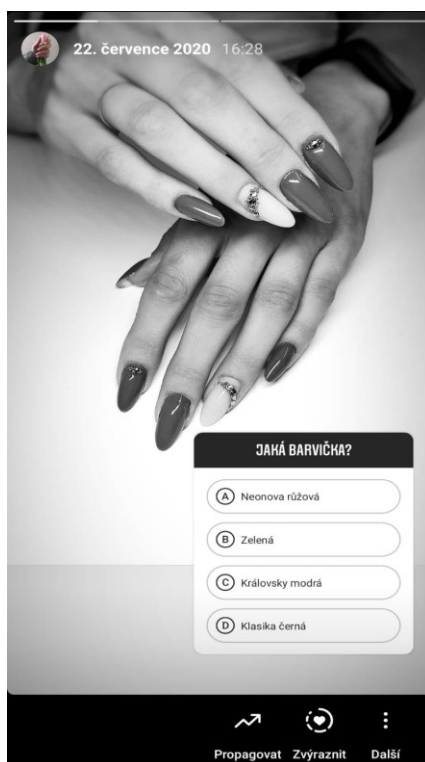 22. července 2020 16:28
JAKÁ BARVIČKA?
A Neonova růžová
B Zelená
C Královsky modrá
D Klasika černá
Propagovat Zvýraznit Další